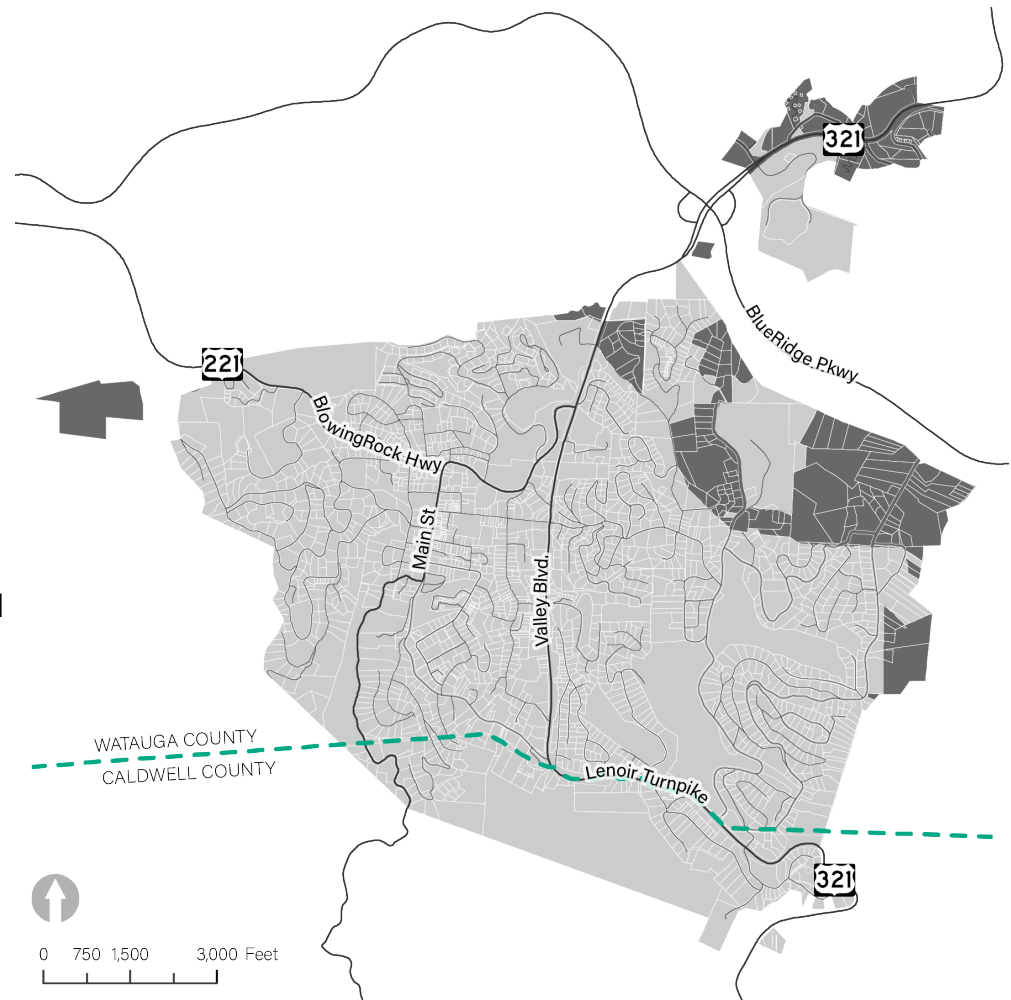 321
BlueRidge Pkwy
221
BlowingRock Hwy
Main St
Valley Blvd.
WATAUGA COUNTY
CALDWELL COUNTY
Lenoir Turnpike
321
0 750 1,500 3,000 Feet